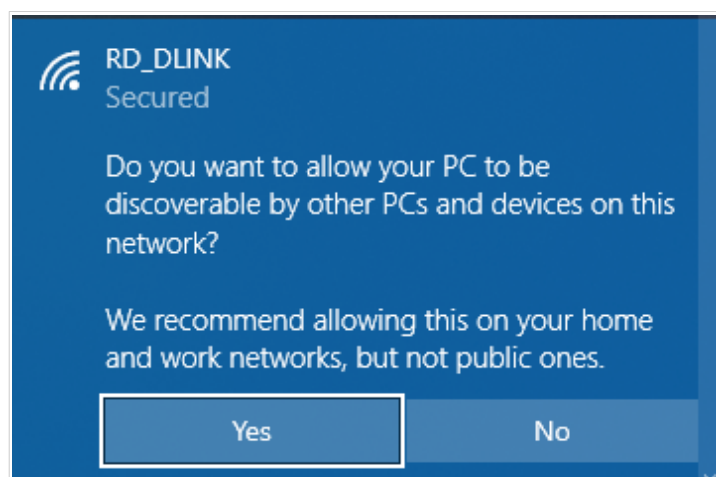 RD_DLINK
Secured
Do you want to allow your PC to be
discoverable by other PCs and devices on this
network?
We recommend allowing this on your home
and work networks, but not public ones.
Yes
No